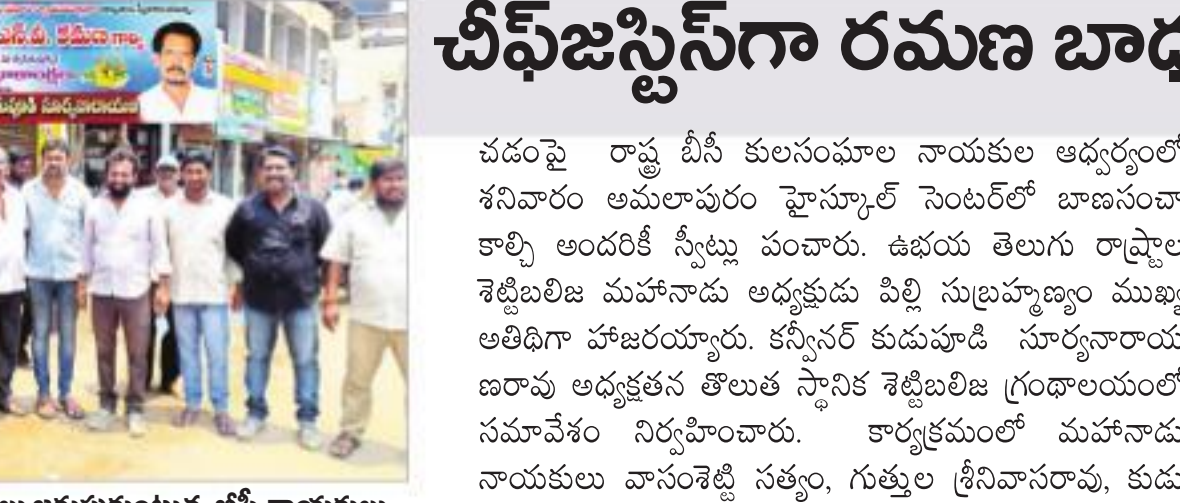 ఎస్.వి. రమణ గారు
చీఫ్‌జస్టిస్‌గా రమణ
చడంపై రాష్ట్ర బీసీ కులసంఘాల నాయకుల ఆధ్వర్యంలో
శనివారం అమలాపురం హైస్కూల్ సెంటర్‌లో బాణసంచా
కాల్చి అందరికీ స్వీట్లు పంచారు. ఉభయ తెలుగు రాష్ట్రాల
శెట్టిబలిజ మహానాడు అధ్యక్షుడు పిల్లి సుబ్రహ్మణ్యం ముఖ్య
అతిథిగా హాజరయ్యారు. కన్వీనర్ కుడుపూడి సూర్యనారాయ
ణరావు అధ్యక్షతన తొలుత స్థానిక శెట్టిబలిజ గ్రంథాలయంలో
సమావేశం నిర్వహించారు. కార్యక్రమంలో మహానాడు
నాయకులు వాసంశెట్టి సత్యం, గుత్తుల శ్రీనివాసరావు, కుడు